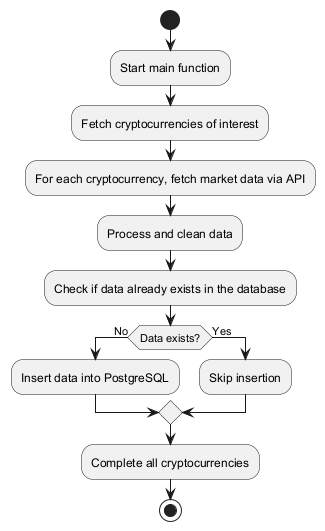 Start main function
Fetch cryptocurrencies of interest
For each cryptocurrency, fetch market data via API
Process and clean data
Check if data already exists in the database
No
Data exists?
Yes
Insert data into PostgreSQL
Skip insertion
Complete all cryptocurrencies